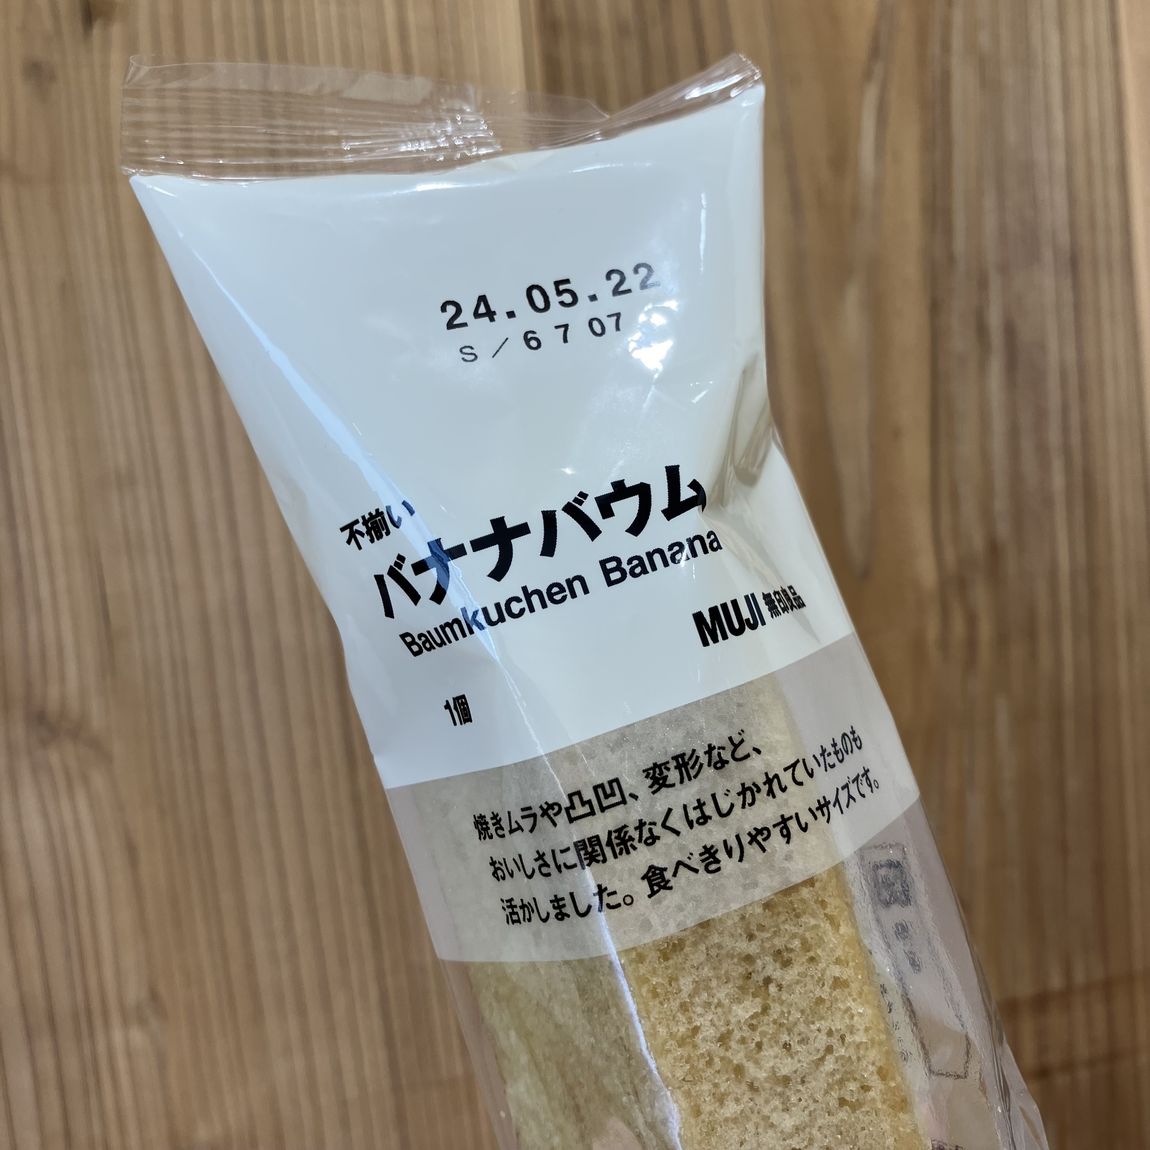 24.05.22
S/6 7 07
不揃い
バナナバウム
Baumkuchen Banana
MUJI 無印良品
1個
焼きムラや凸凹、変形など、
おいしさに関係なくはじかれていたものも
活かしました。食べきりやすいサイズです。